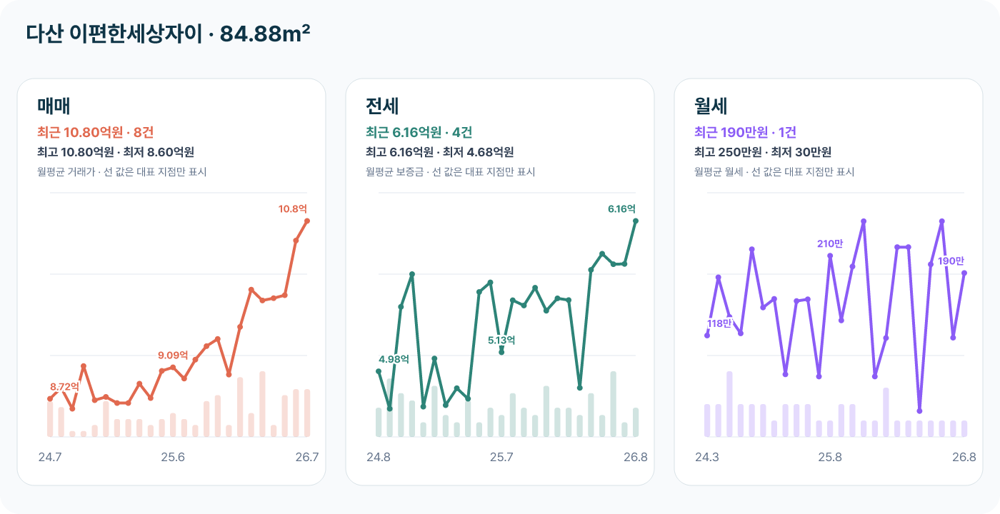 다산 이편한세상자이 · 84.88m²
매매
최근 10.80억원 · 8건
최고 10.80억원 · 최저 8.60억원
월평균 거래가 · 선 값은 대표 지점만 표시
10.8억
9.09억
8.72억
24.7 25.6 26.7
전세
최근 6.16억원 · 4건
최고 6.16억원 · 최저 4.68억원
월평균 보증금 · 선 값은 대표 지점만 표시
6.16억
5.13억
4.98억
24.8 25.7 26.8
월세
최근 190만원 · 1건
최고 250만원 · 최저 30만원
월평균 월세 · 선 값은 대표 지점만 표시
210만
190만
118만
24.3 25.8 26.8